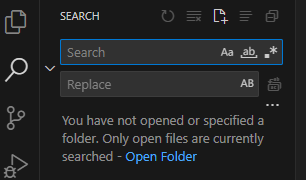 SEARCH
Search
Aa
ab
.*
Replace
AB
...
You have not opened or specified a
folder. Only open files are currently
searched - Open Folder